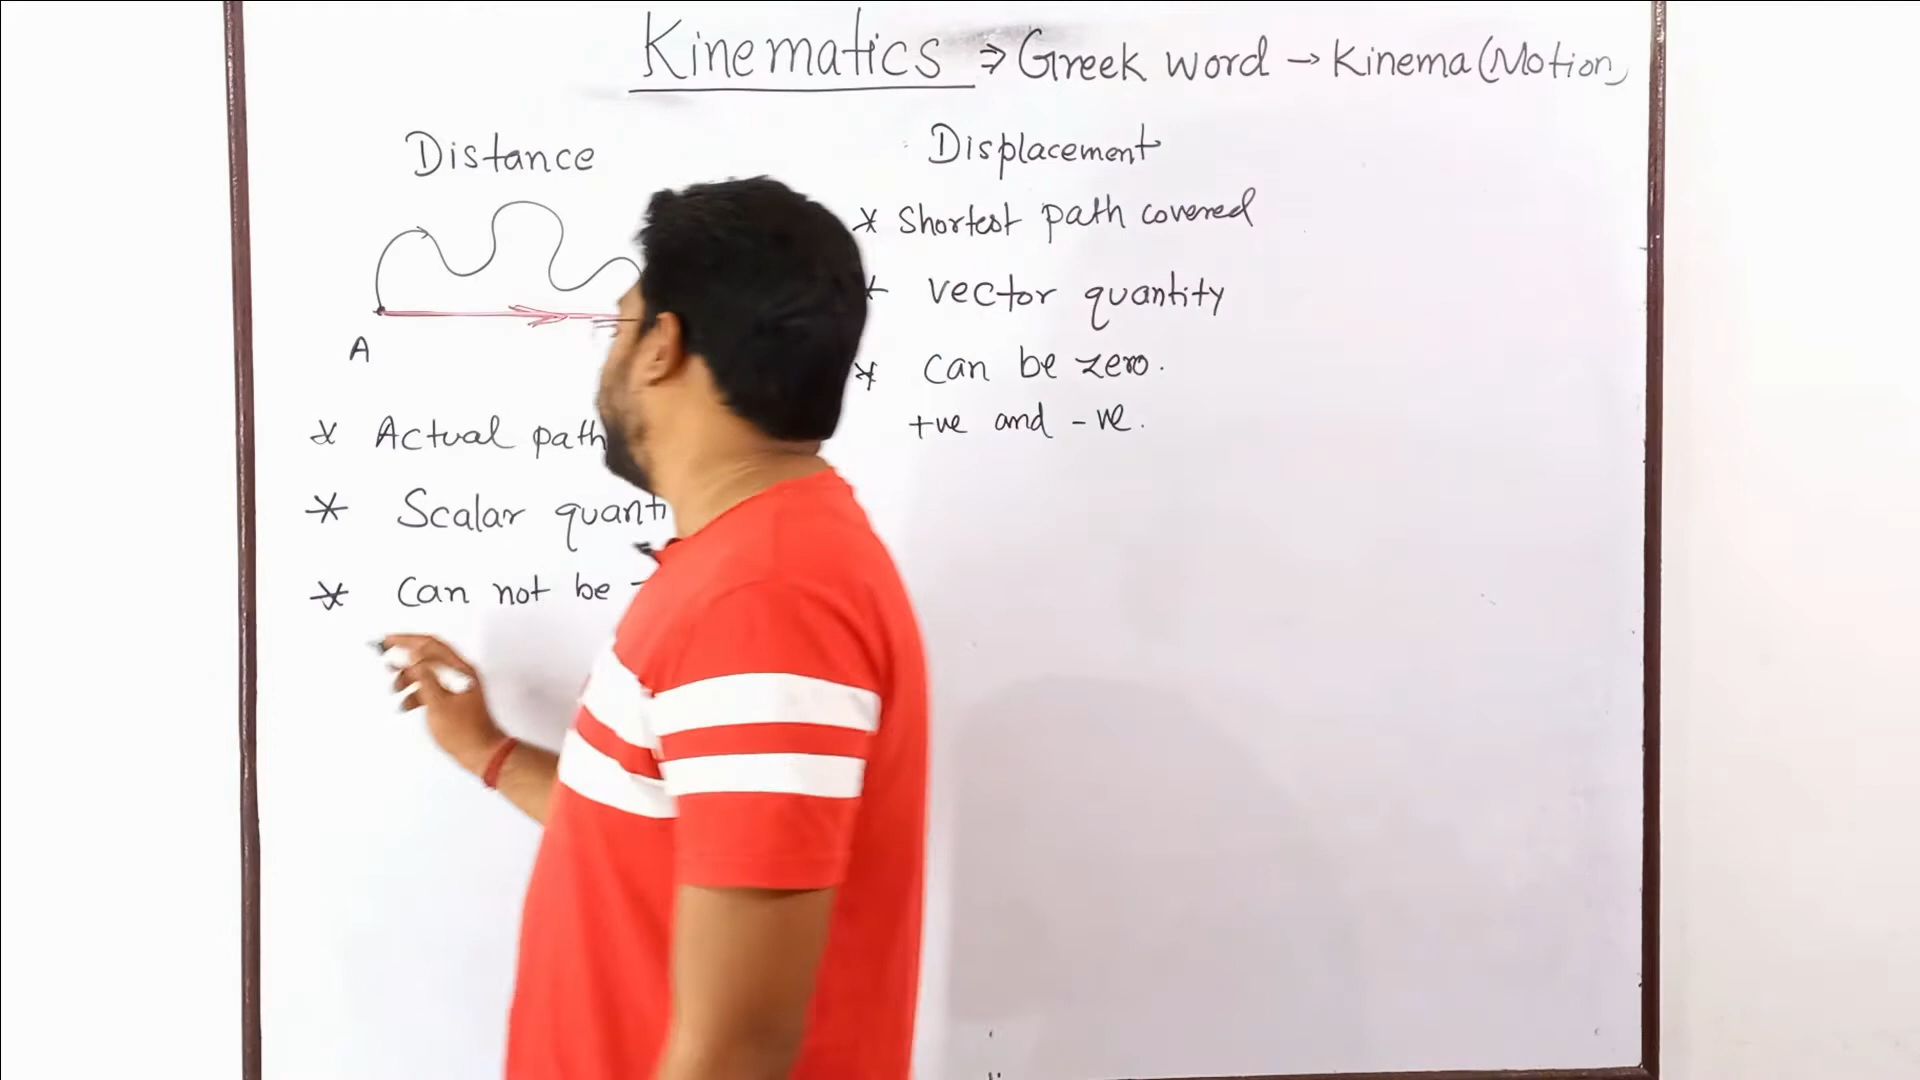 Kinematics ⇒ Greek word → Kinema (Motion)
Distance
A
* Actual path
* Scalar
* Can not be
Displacement
* Shortest path covered
* vector quantity
* Can be zero.
+ve and -ve.